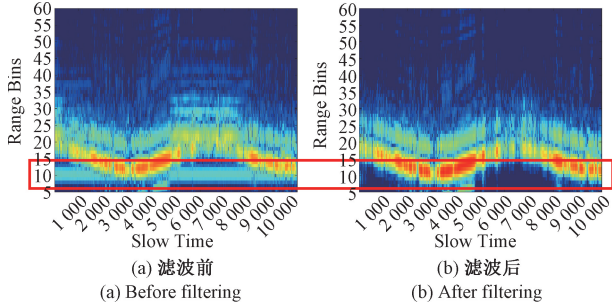 60 60
55 55
50 50
45 45
40 40
35 35
30 30
25 25
20 20
15 15
10 10
5 5
Range Bins Range Bins
1 000 2 000 3 000 4 000 5 000 6 000 7 000 8 000 9 000 10 000 1 000 2 000 3 000 4 000 5 000 6 000 7 000 8 000 9 000 10 000
Slow Time Slow Time
(a) 滤波前 (b) 滤波后
(a) Before filtering (b) After filtering